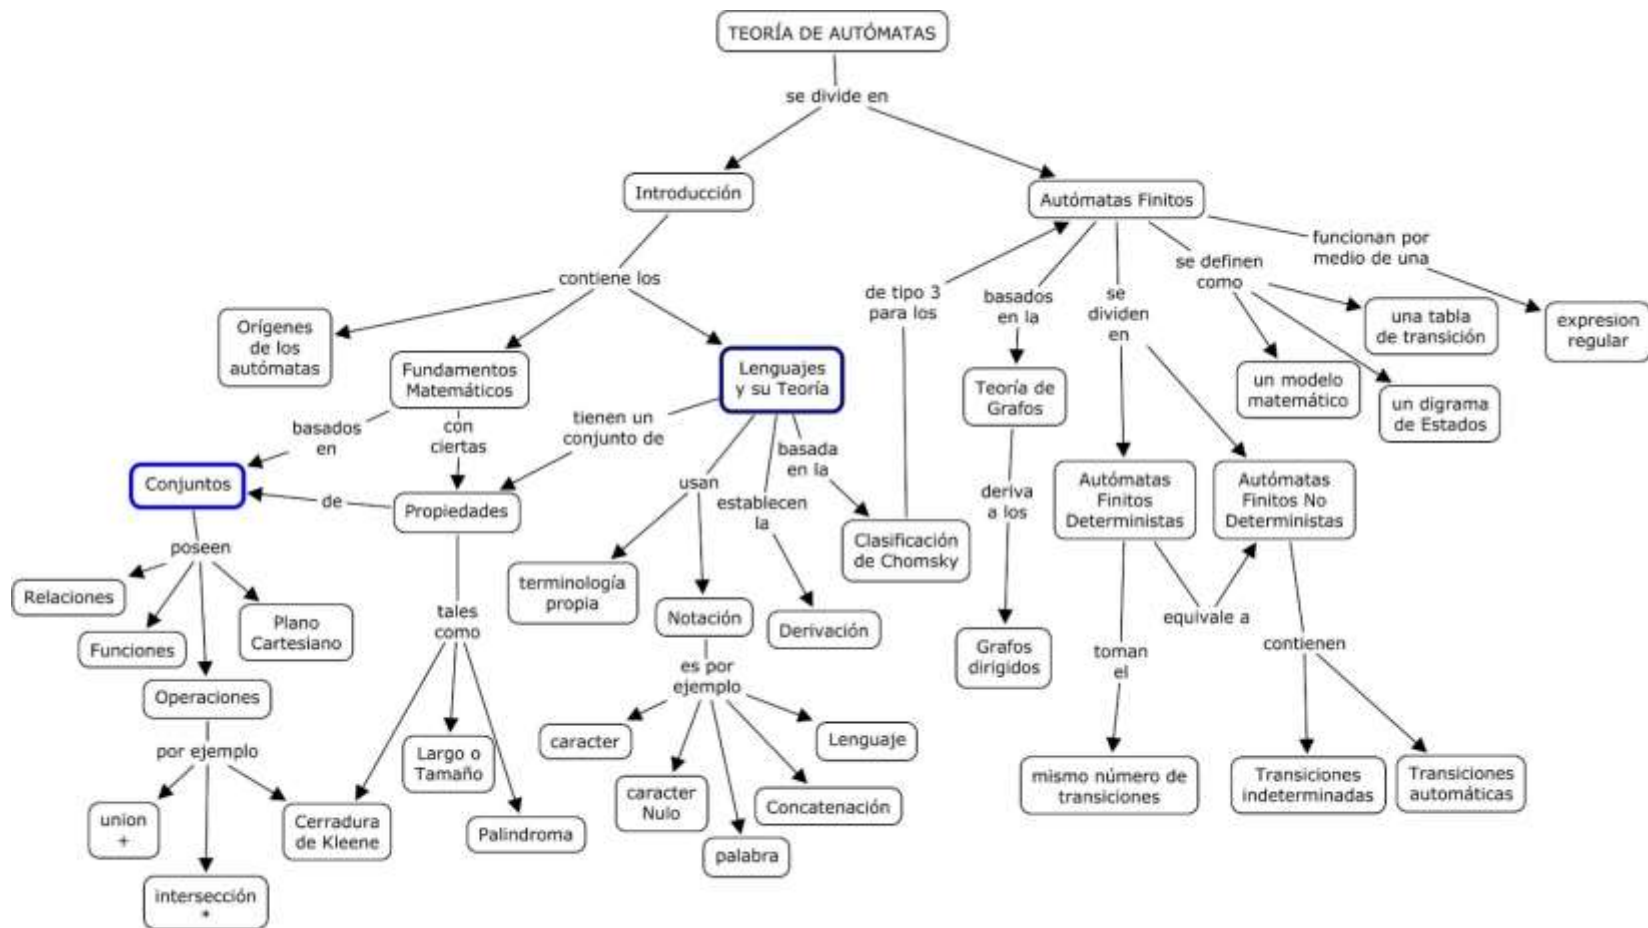 TEORÍA DE AUTÓMATAS
se divide en
Introducción
Autómatas Finitos
contiene los
funcionan por
medio de una
se definen
como
de tipo 3
para los
basados
en la
se
dividen
en
Orígenes
de los
autómatas
Fundamentos
Matemáticos
Lenguajes
y su Teoría
una tabla
de transición
expresion
regular
Teoría de
Grafos
un modelo
matemático
un digrama
de Estados
basados
en
con
ciertas
tienen un
conjunto de
basada
en la
Conjuntos
de
Propiedades
usan
establecen
la
deriva
a los
Autómatas
Finitos
Deterministas
Autómatas
Finitos No
Deterministas
Clasificación
de Chomsky
poseen
Relaciones
Funciones
Plano
Cartesiano
tales
como
terminología
propia
Notación
Derivación
Grafos
dirigidos
toman
el
equivale a
contienen
Operaciones
es por
ejemplo
por ejemplo
Largo o
Tamaño
caracter
Lenguaje
caracter
Nulo
Concatenación
palabra
mismo número de
transiciones
Transiciones
indeterminadas
Transiciones
automáticas
union
+
Cerradura
de Kleene
Palindroma
intersección
*